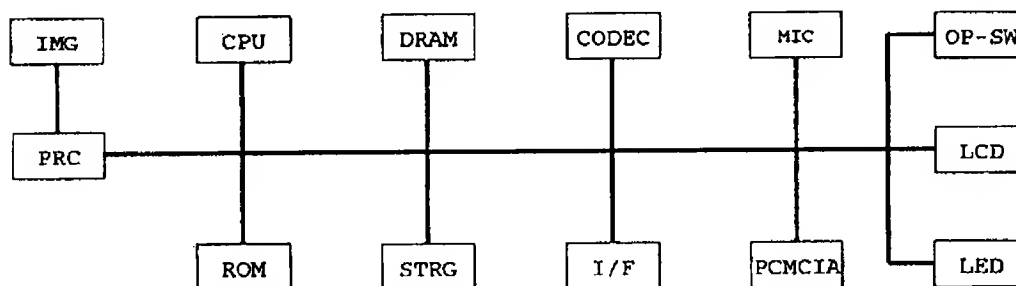 IMG
CPU
DRAM
CODEC
MIC
OP-SW
PRC
LCD
ROM
STRG
I/F
PCMCIA
LED